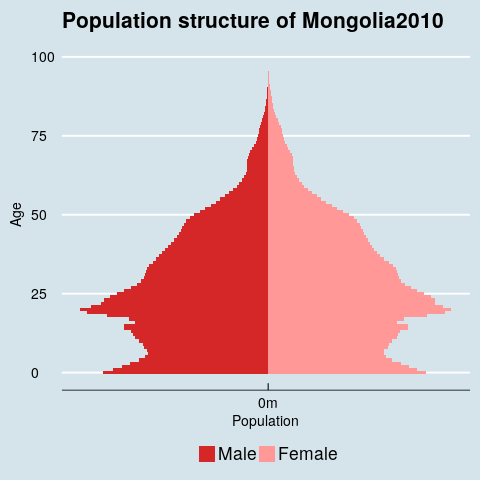 Population structure of Mongolia2010
100
75
50
25
0
Age
0m
Population
Male Female